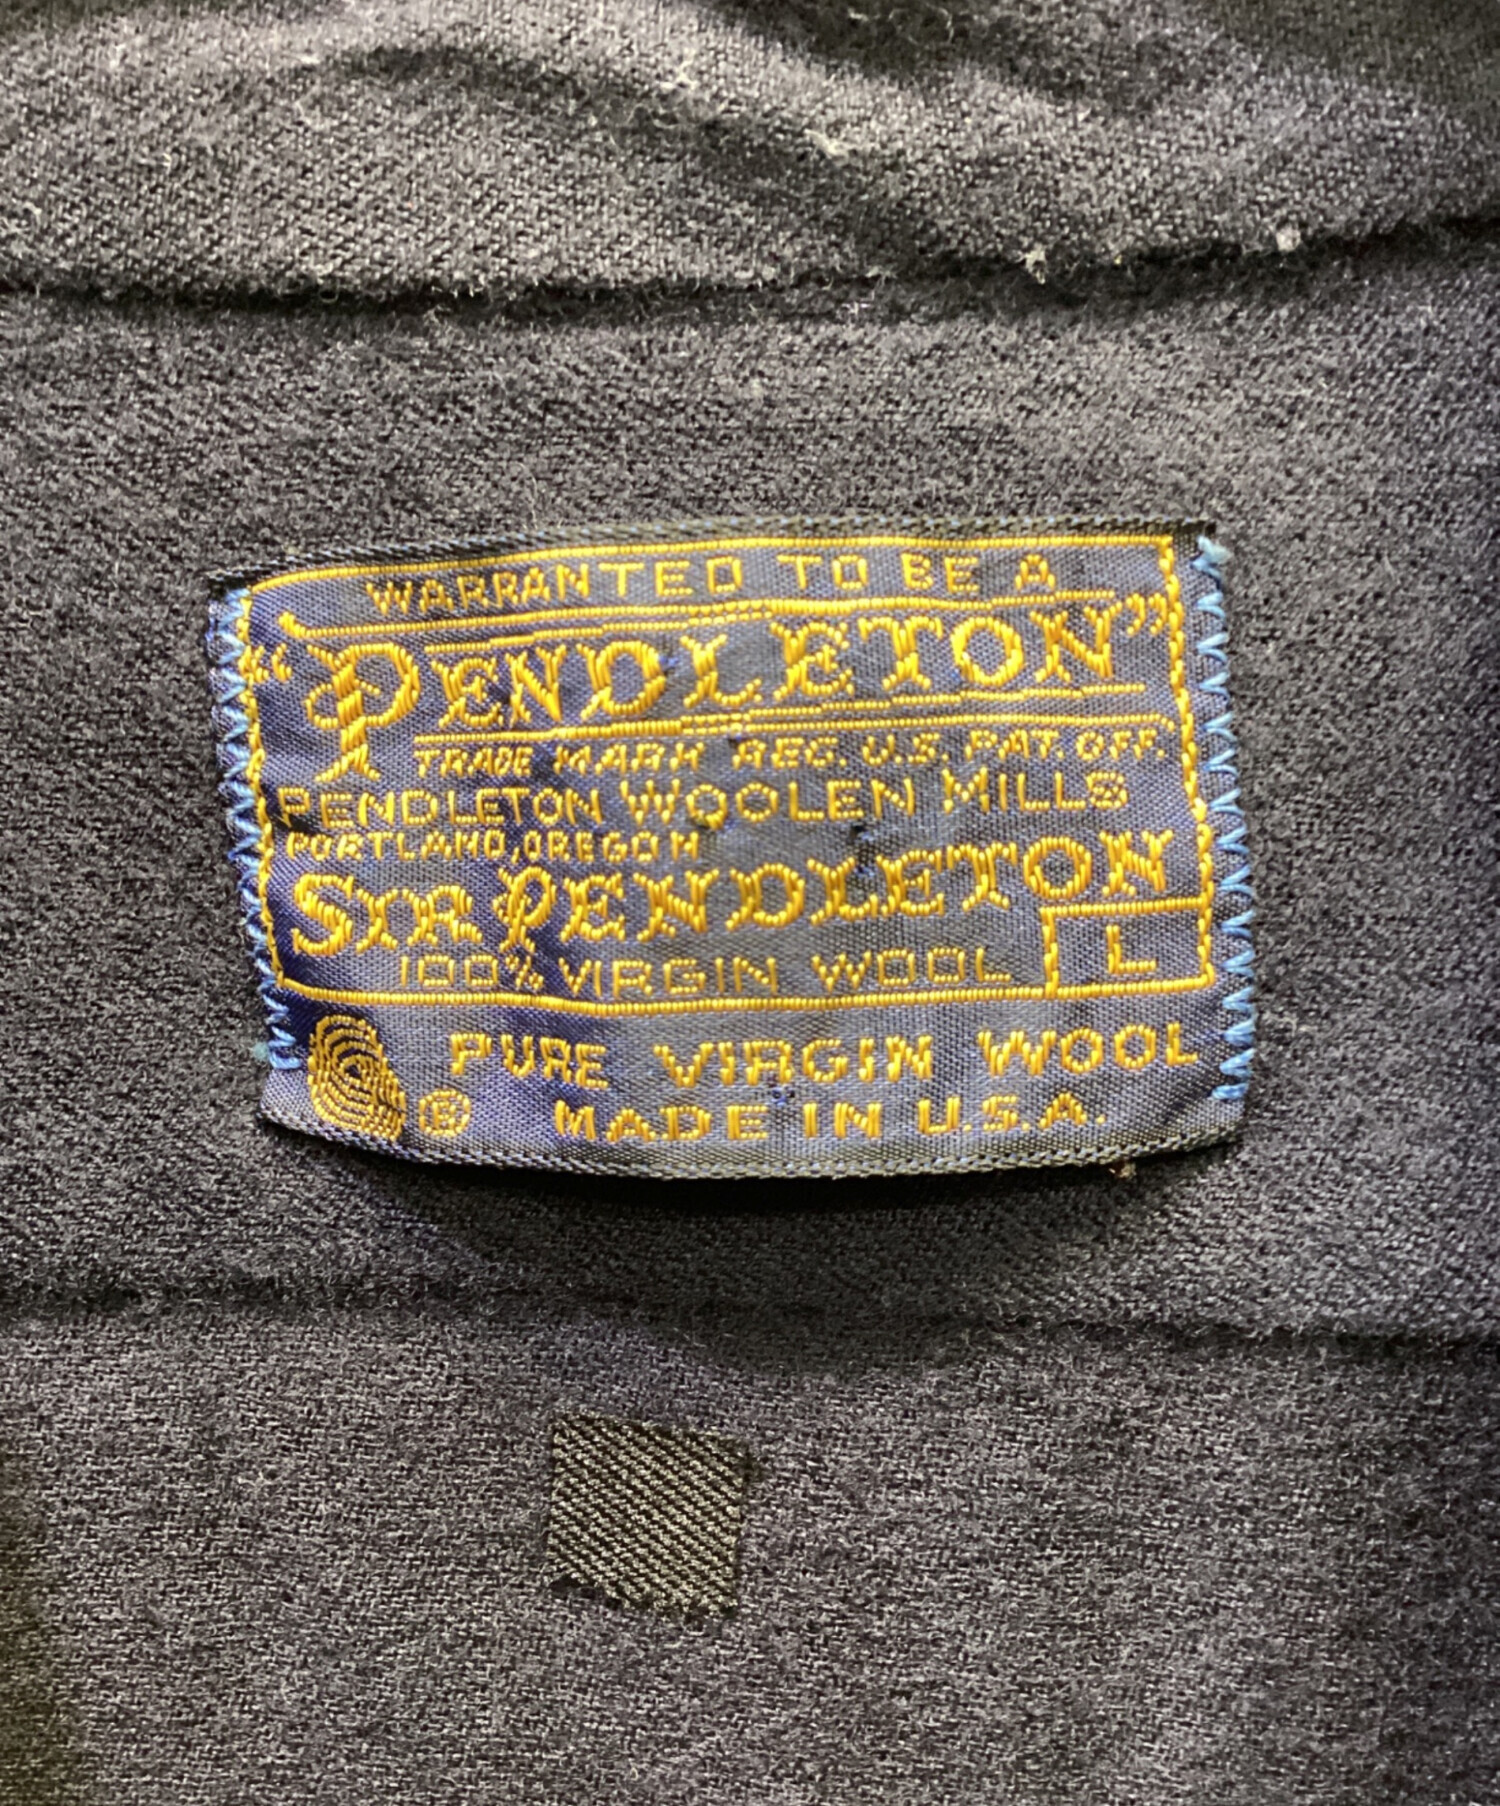 WARRANTED TO BE A
"PENDLETON"
TRADE MARK REG. U.S. PAT. OFF.
PENDLETON WOOLEN MILLS
PORTLAND, OREGON
SIR PENDLETON
100% VIRGIN WOOL L
PURE VIRGIN WOOL
® MADE IN U.S.A.